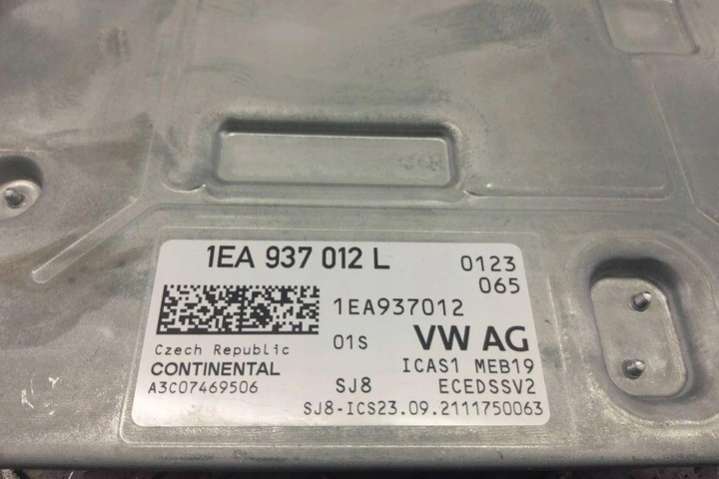 1EA 937 012 L
0123
065
1EA937012
01S
VW AG
Czech Republic
CONTINENTAL
A3C07469506
ICAS1 MEB19
SJ8
ECEDSSV2
SJ8-ICS23.09.2111750063